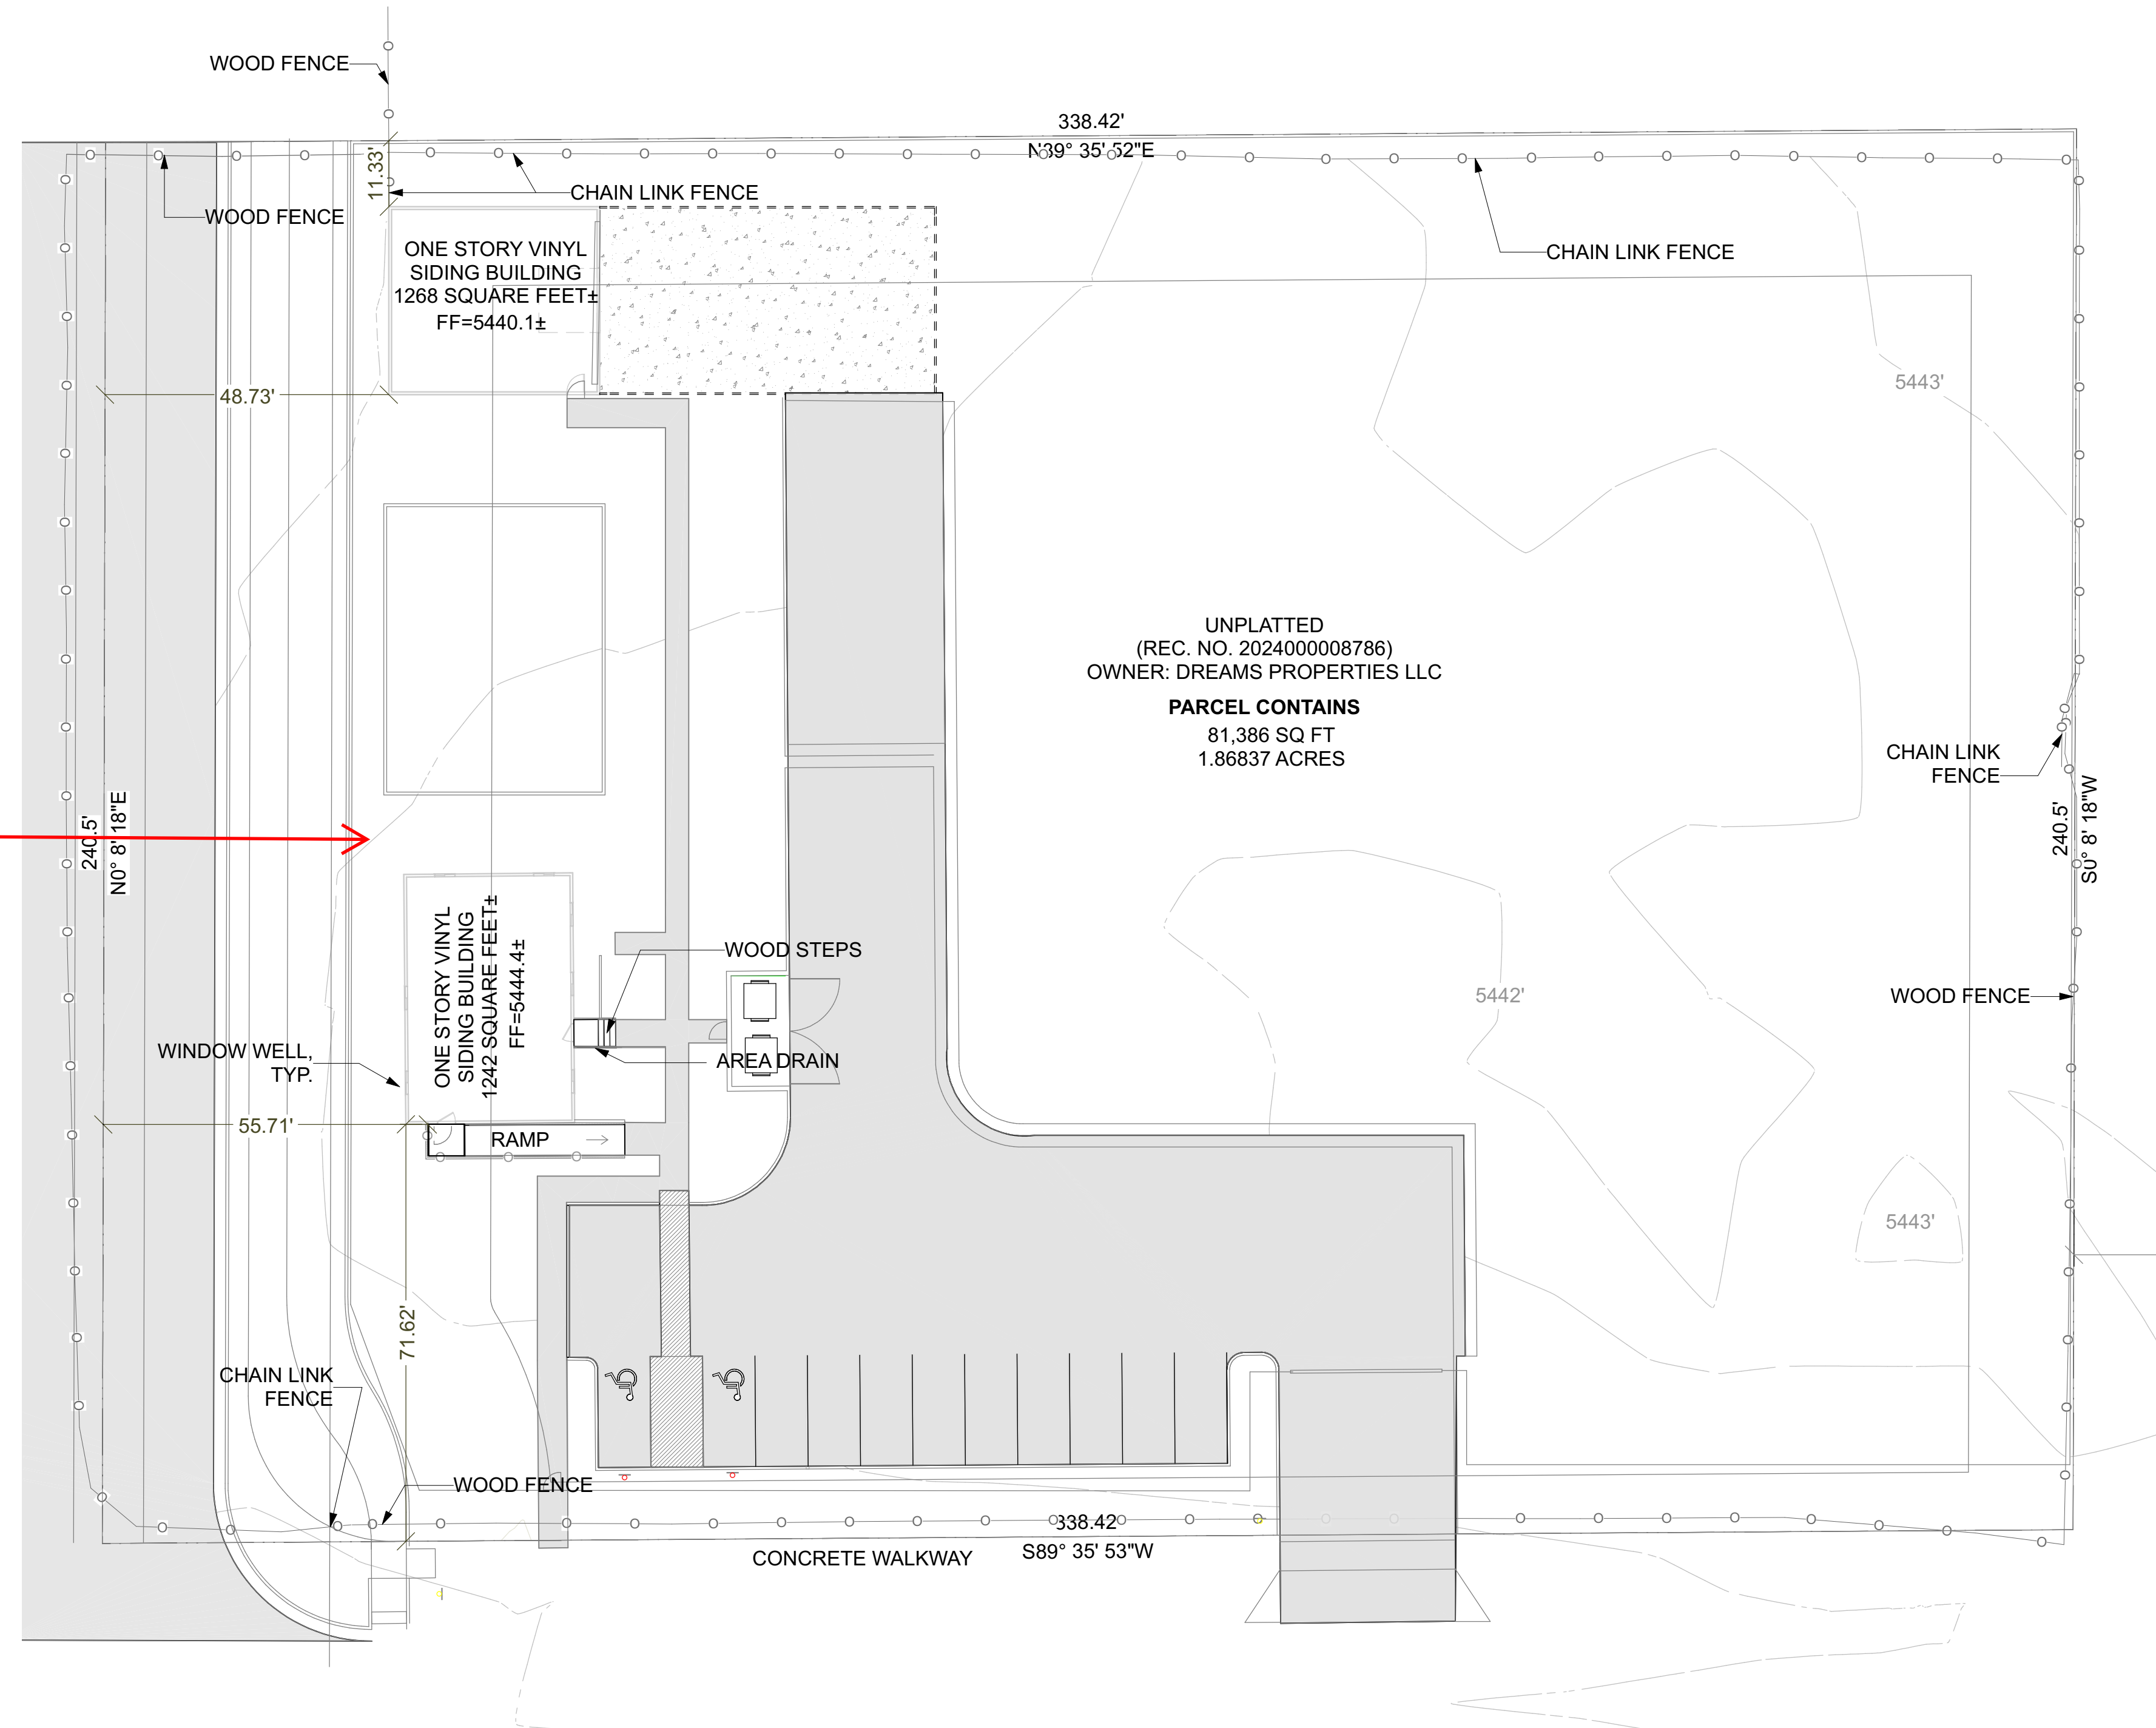 WOOD FENCE
338.42'
N39° 35' 52"E
11.33'
CHAIN LINK FENCE
WOOD FENCE
ONE STORY VINYL
SIDING BUILDING
1268 SQUARE FEET±
FF=5440.1±
CHAIN LINK FENCE
48.73'
5443'
UNPLATTED
(REC. NO. 2024000008786)
OWNER: DREAMS PROPERTIES LLC
PARCEL CONTAINS
81,386 SQ FT
1.86837 ACRES
CHAIN LINK
FENCE
240.5'
N0° 8' 18"E
240.5'
S0° 8' 18"W
ONE STORY VINYL
SIDING BUILDING
1242 SQUARE FEET±
FF=5444.4±
WOOD STEPS
5442'
WOOD FENCE
WINDOW WELL,
TYP.
AREA DRAIN
55.71'
RAMP
5443'
71.62'
CHAIN LINK
FENCE
WOOD FENCE
338.42
CONCRETE WALKWAY
S89° 35' 53"W